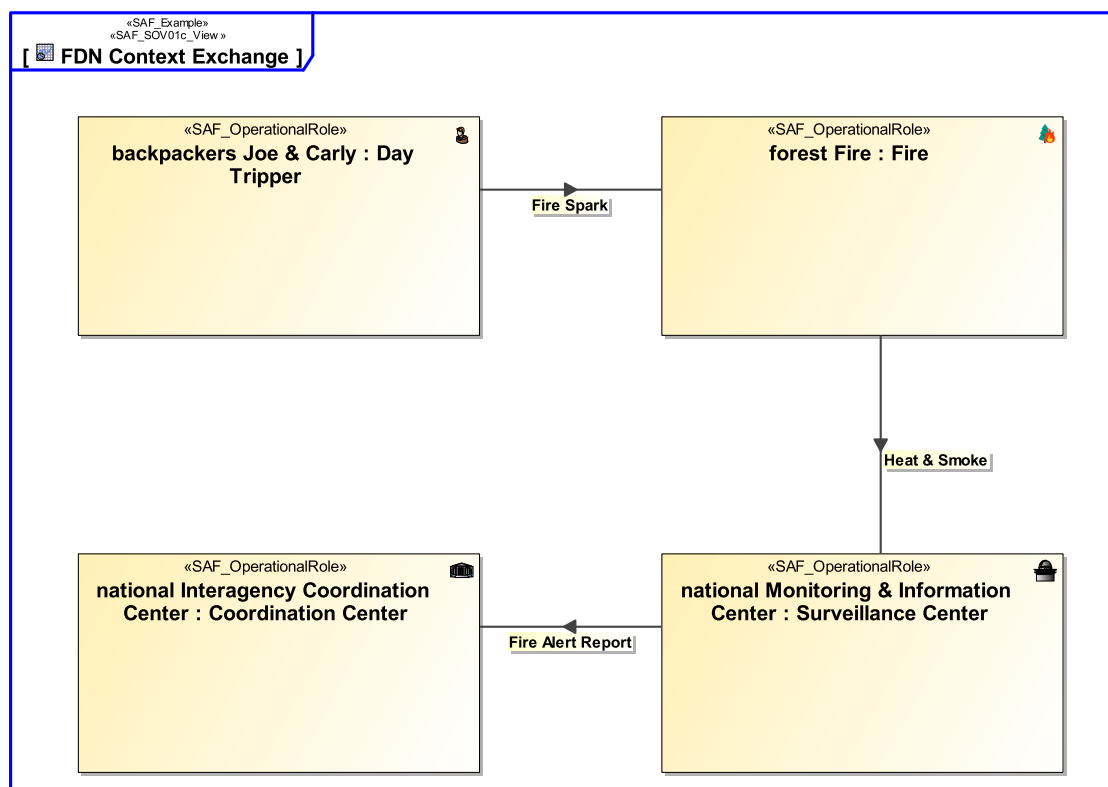 «SAF_Example»
«SAF_SOV01c_View »
[ FDN Context Exchange ]
«SAF_OperationalRole»
backpackers Joe & Carly : Day
Tripper
Fire Spark
«SAF_OperationalRole»
forest Fire : Fire
Heat & Smoke
«SAF_OperationalRole»
national Interagency Coordination
Center : Coordination Center
Fire Alert Report
«SAF_OperationalRole»
national Monitoring & Information
Center : Surveillance Center